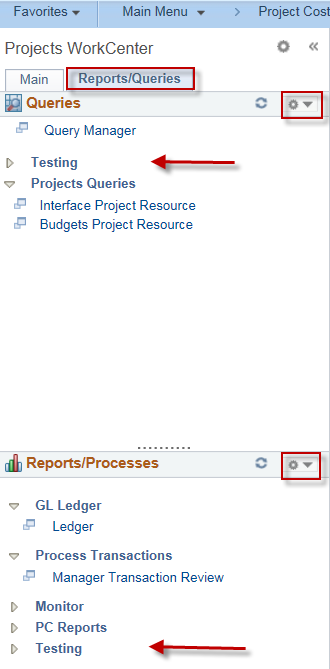 Favorites Main Menu > Project Cost
Projects WorkCenter
Main Reports/Queries
Queries
Query Manager
Testing
Projects Queries
Interface Project Resource
Budgets Project Resource
Reports/Processes
GL Ledger
Ledger
Process Transactions
Manager Transaction Review
Monitor
PC Reports
Testing